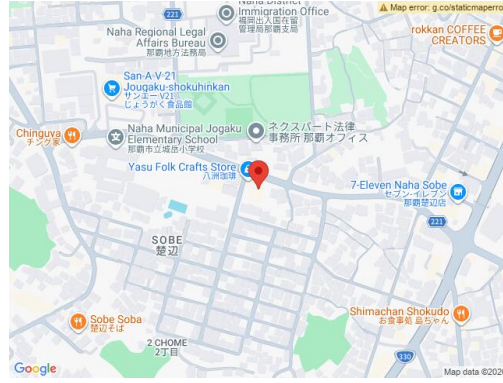 Map error: g.co/staticmaperro
Naha District
Immigration Office
福岡出入国在留
管理局那覇支局
221
rokkan COFFEE
CREATORS
Naha Regional Legal
Affairs Bureau
那覇地方法務局
San-A V-21
Jougaku-shokuhinkan
サンエーV21
じょうがく食品館
Chinguva
チング家
Naha Municipal Jogaku
Elementary School
那覇市立城岳小学校
ネクスパート法律
事務所 那覇オフィス
Yasu Folk Crafts Store
八洲珈琲
7-Eleven Naha Sobe
セブン-イレブン
那覇楚辺店
221
SOBE
楚辺
Sobe Soba
楚辺そば
Shimachan Shokudo
お食事処 島ちゃん
2 CHOME
2丁目
330
Google
Map data ©202